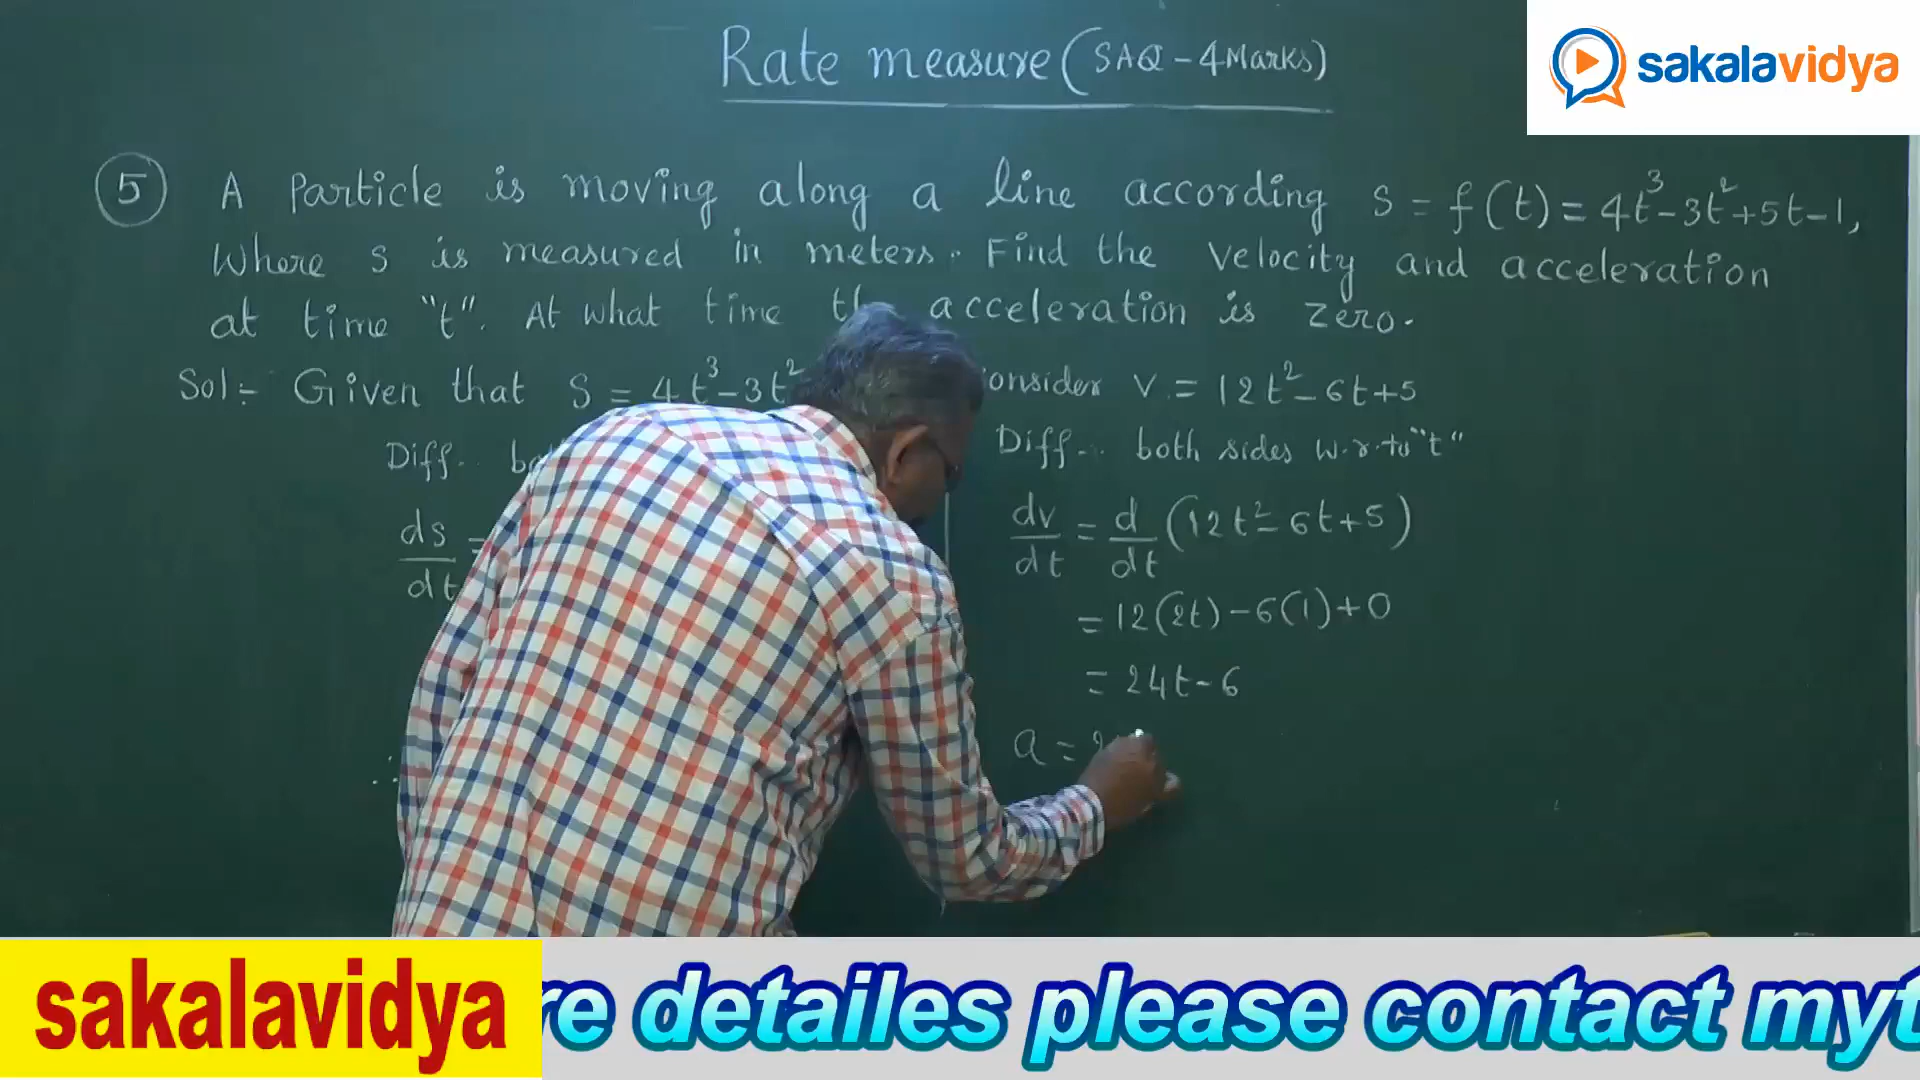 Rate measure (SAQ - 4Marks)
sakalavidya
5 A Particle is moving along a line according s = f(t) = 4t³-3t²+5t-1,
Where s is measured in meters. Find the velocity and acceleration
at time "t". At what time acceleration is zero.
Sol:- Given that S = 4t³-3t²
Diff..
ds
dt
∴
onsider v = 12t²-6t+5
Diff... both sides w.r.to "t"
dv/dt = d/dt (12t²-6t+5)
= 12(2t)-6(1)+0
= 24t-6
a =
sakalavidya
re detailes please contact myt